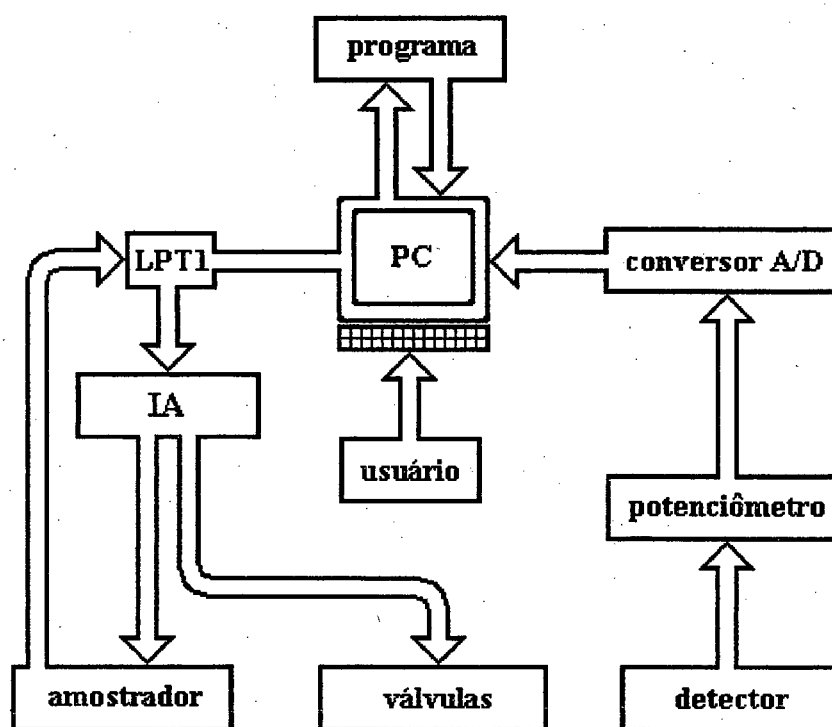 programa
LPT1
PC
conversor A/D
IA
usuário
potenciômetro
amostrador
válvulas
detector